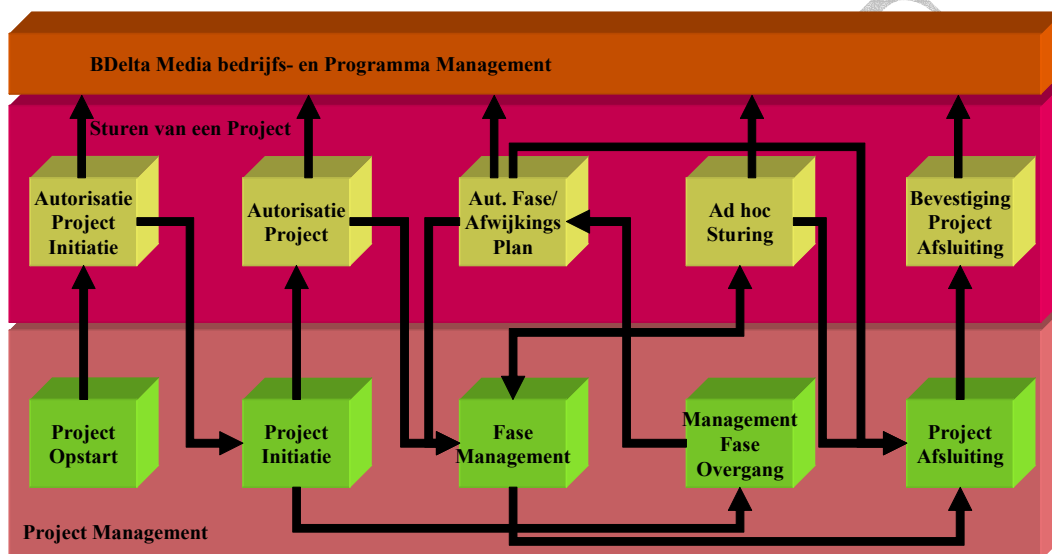 BDelta Media bedrijfs- en Programma Management
Sturen van een Project
Autorisatie
Project
Initiatie
Autorisatie
Project
Aut. Fase/
Afwijkings
Plan
Ad hoc
Sturing
Bevestiging
Project
Afsluiting
Project
Opstart
Project
Initiatie
Fase
Management
Management
Fase
Overgang
Project
Afsluiting
Project Management